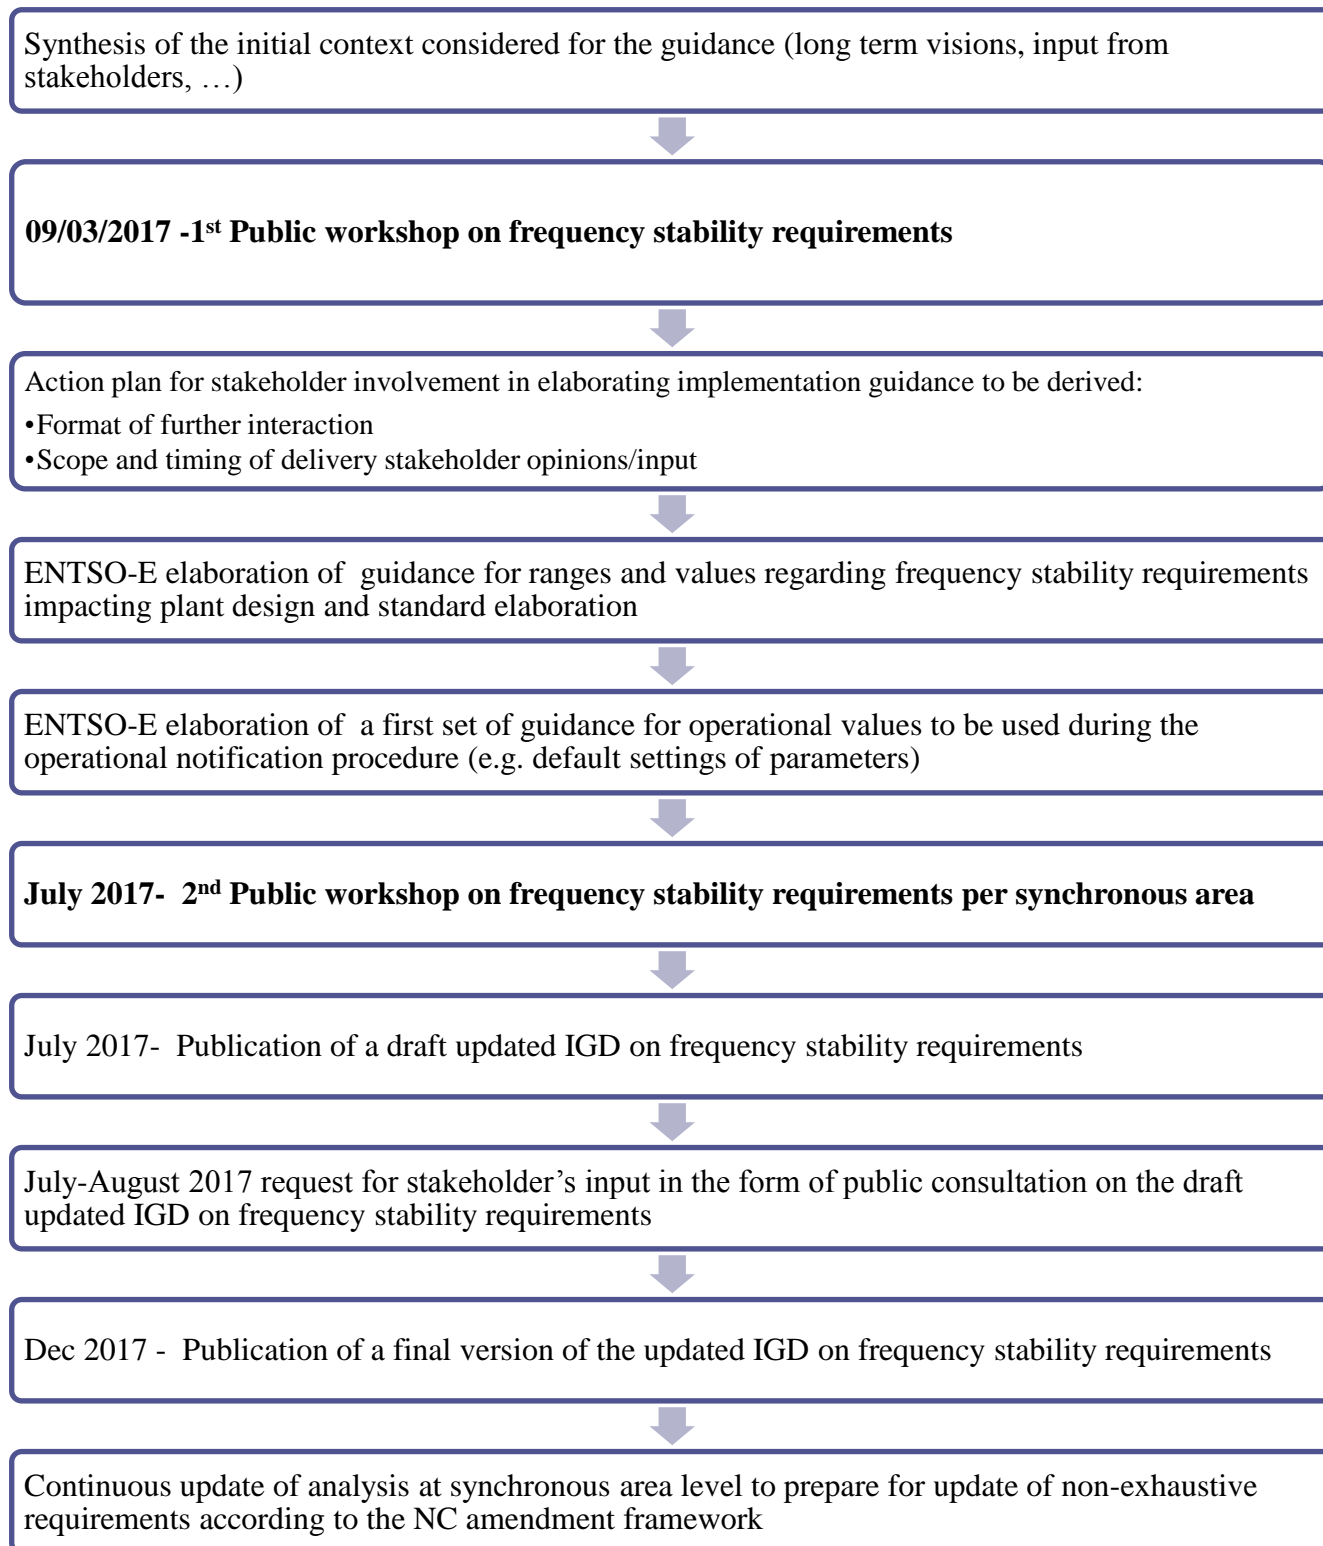 Synthesis of the initial context considered for the guidance (long term visions, input from
stakeholders, …)
09/03/2017 -1st Public workshop on frequency stability requirements
Action plan for stakeholder involvement in elaborating implementation guidance to be derived:
•Format of further interaction
•Scope and timing of delivery stakeholder opinions/input
ENTSO-E elaboration of  guidance for ranges and values regarding frequency stability requirements
impacting plant design and standard elaboration
ENTSO-E elaboration of  a first set of guidance for operational values to be used during the
operational notification procedure (e.g. default settings of parameters)
July 2017-  2nd Public workshop on frequency stability requirements per synchronous area
July 2017-  Publication of a draft updated IGD on frequency stability requirements
July-August 2017 request for stakeholder’s input in the form of public consultation on the draft
updated IGD on frequency stability requirements
Dec 2017 -  Publication of a final version of the updated IGD on frequency stability requirements
Continuous update of analysis at synchronous area level to prepare for update of non-exhaustive
requirements according to the NC amendment framework